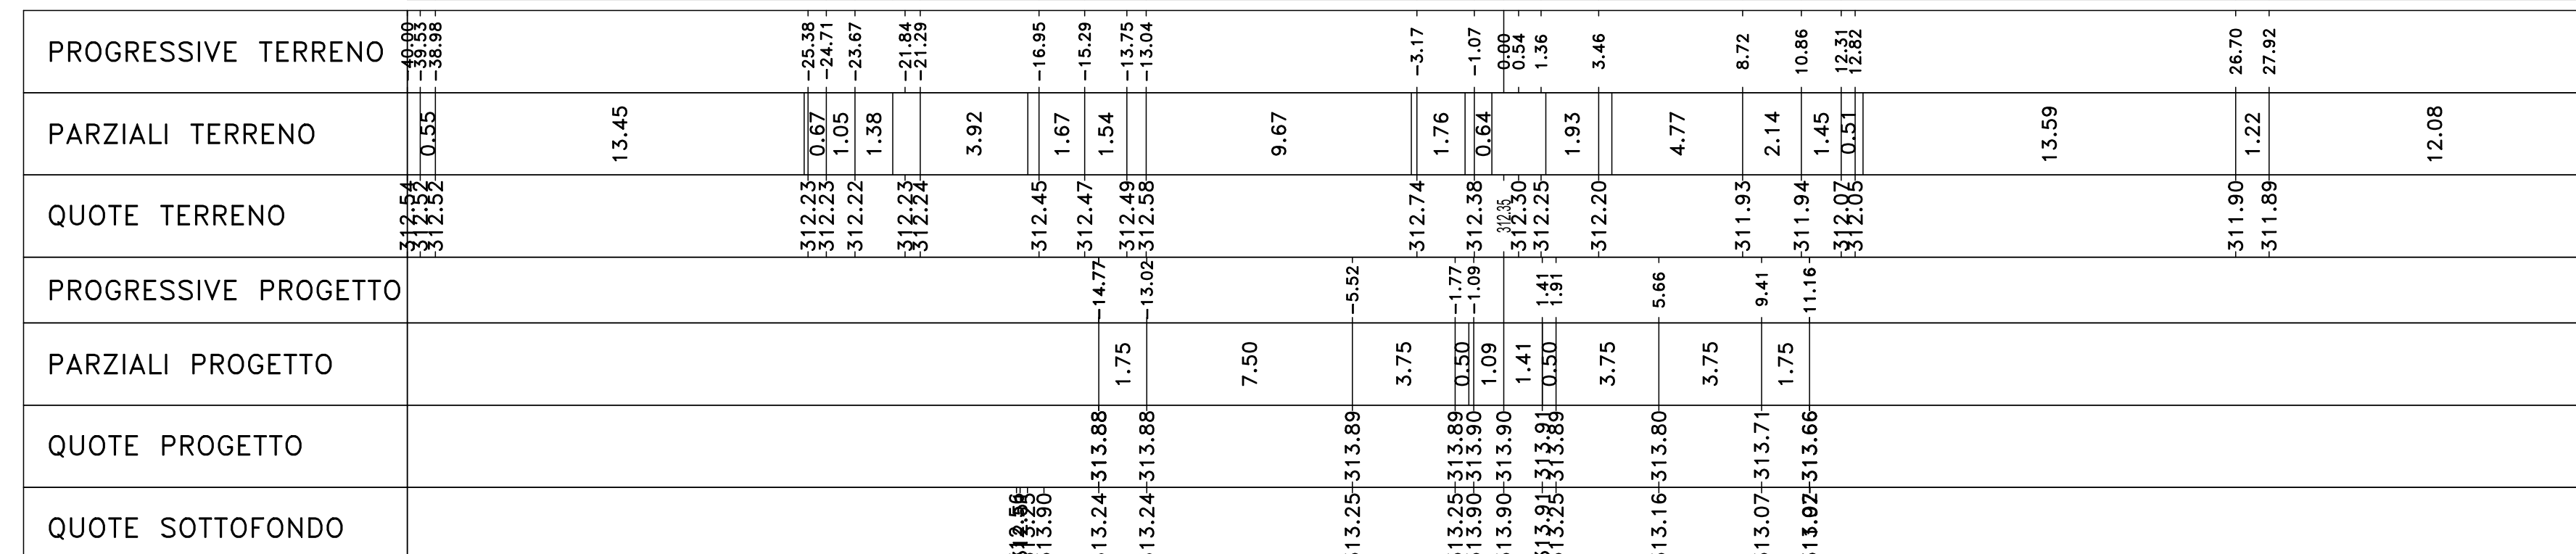 PROGRESSIVE TERRENO -40.00 -39.53 -38.98 -25.38 -24.71 -23.67 -21.84 -21.29 -16.95 -15.29 -13.75 -13.04 -3.17 -1.07 0.00 0.54 1.36 3.46 8.72 10.86 12.31 12.82 26.70 27.92
PARZIALI TERRENO 0.55 13.45 0.67 1.05 1.38 3.92 1.67 1.54 9.67 1.76 0.64 1.93 4.77 2.14 1.45 0.51 13.59 1.22 12.08
QUOTE TERRENO 312.54 312.52 312.52 312.23 312.23 312.22 312.23 312.24 312.45 312.47 312.49 312.58 312.74 312.38 312.35 312.30 312.25 312.20 311.93 311.94 312.07 312.05 311.90 311.89
PROGRESSIVE PROGETTO -14.77 -13.02 -5.52 -1.77 -1.09 1.41 1.91 5.66 9.41 11.16
PARZIALI PROGETTO 1.75 7.50 3.75 0.50 1.09 1.41 0.50 3.75 3.75 1.75
QUOTE PROGETTO 313.88 313.88 313.89 313.89 313.90 313.90 313.91 313.89 313.80 313.71 313.66
QUOTE SOTTOFONDO 13.90 13.24 13.24 13.25 13.25 13.90 13.90 313.91 13.25 13.16 13.07